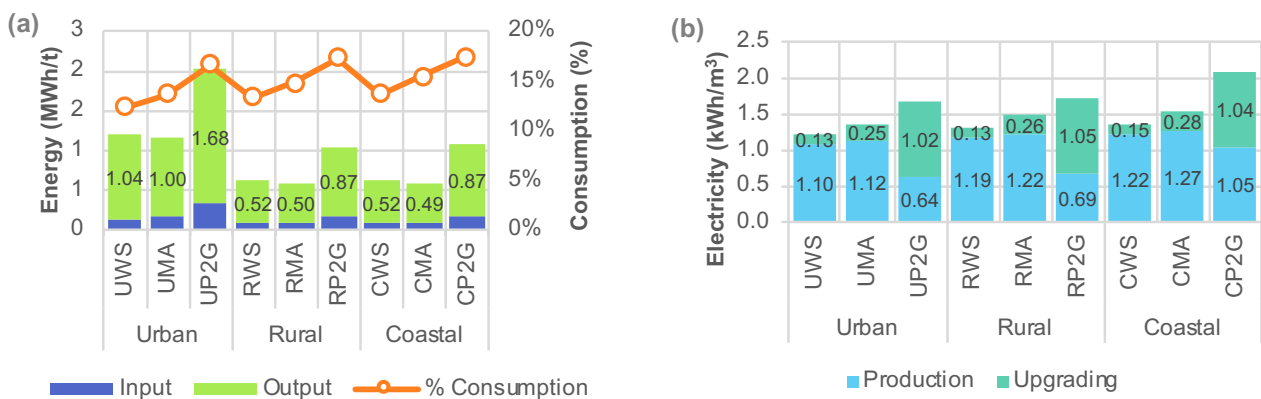 (a)
Energy (MWh/t)
3
2
2
1
1
0
20%
15%
10%
5%
0%
Consumption (%)
1.04
1.00
1.68
0.52
0.50
0.87
0.52
0.49
0.87
UWS
UMA
UP2G
RWS
RMA
RP2G
CWS
CMA
CP2G
Urban
Rural
Coastal
Input
Output
% Consumption
(b)
Electricity (kWh/m³)
2.5
2.0
1.5
1.0
0.5
0.0
0.13
0.25
1.02
0.13
0.26
1.05
0.15
0.28
1.04
1.10
1.12
0.64
1.19
1.22
0.69
1.22
1.27
1.05
UWS
UMA
UP2G
RWS
RMA
RP2G
CWS
CMA
CP2G
Urban
Rural
Coastal
Production
Upgrading